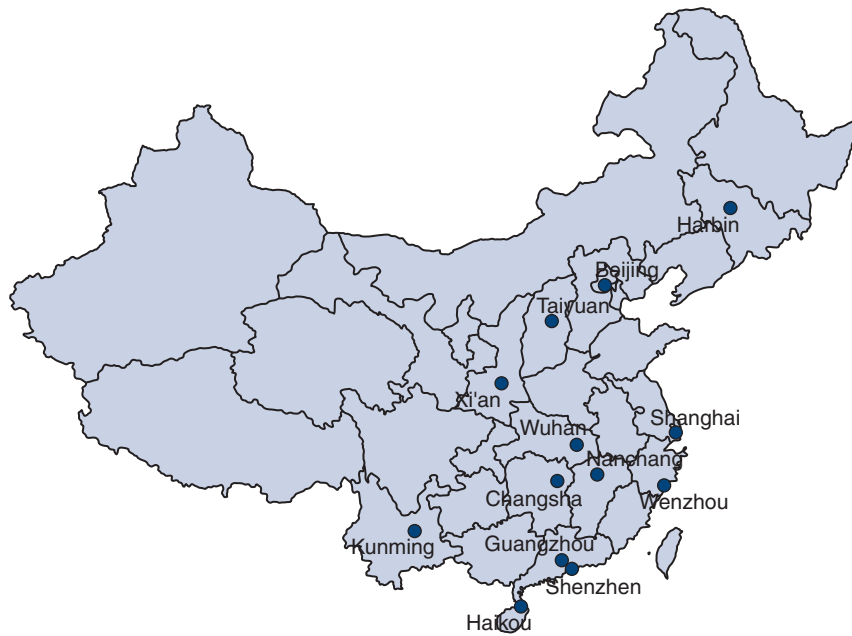 Harbin
Beijing
Taiyuan
Xi'an
Shanghai
Wuhan
Nanchang
Changsha
Wenzhou
Guangzhou
Kunming
Shenzhen
Haikou